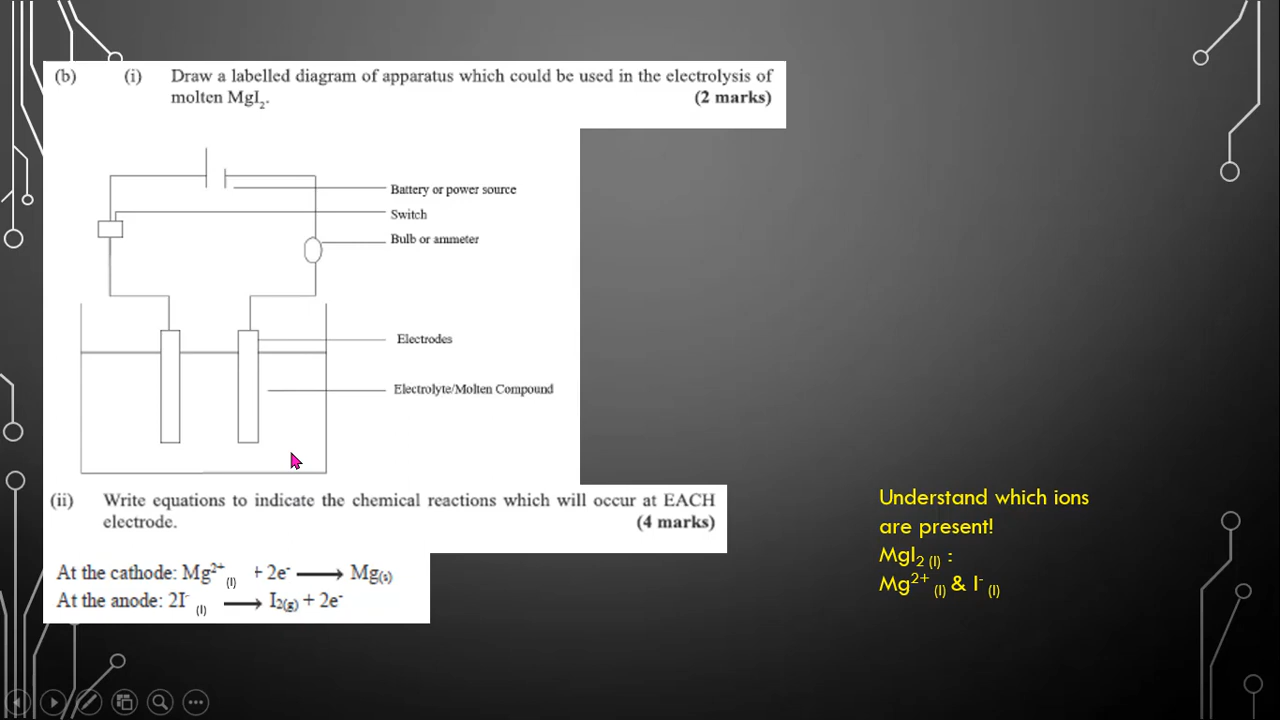 (b) (i) Draw a labelled diagram of apparatus which could be used in the electrolysis of
molten MgI₂. (2 marks)
Battery or power source
Switch
Bulb or ammeter
Electrodes
Electrolyte/Molten Compound
(ii) Write equations to indicate the chemical reactions which will occur at EACH
electrode. (4 marks)
At the cathode: Mg²⁺ (l) + 2e⁻ ⟶ Mg(s)
At the anode: 2I⁻ (l) ⟶ I₂(g) + 2e⁻
Understand which ions
are present!
MgI₂ (l) :
Mg²⁺ (l) & I⁻ (l)